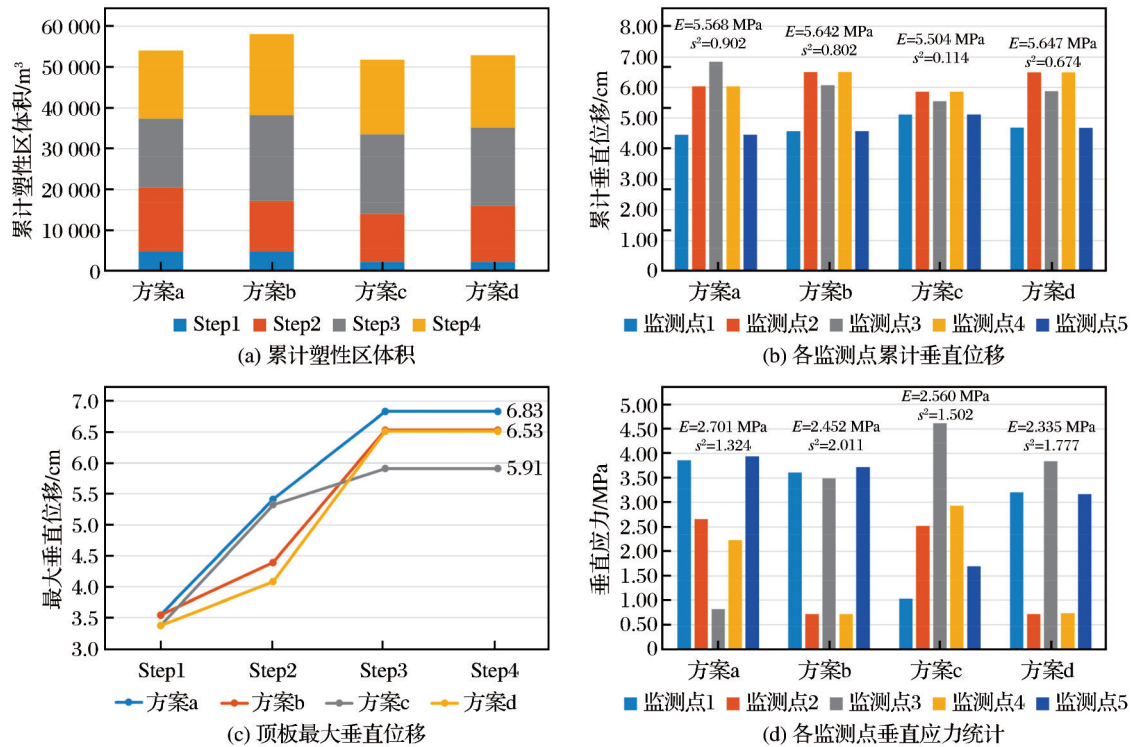 累计塑性区体积/m³
60 000
50 000
40 000
30 000
20 000
10 000
0
方案a 方案b 方案c 方案d
Step1 Step2 Step3 Step4
(a) 累计塑性区体积
累计垂直位移/cm
8.00
7.00
6.00
5.00
4.00
3.00
2.00
1.00
0
E=5.568 MPa
s²=0.902
E=5.642 MPa
s²=0.802
E=5.504 MPa
s²=0.114
E=5.647 MPa
s²=0.674
方案a 方案b 方案c 方案d
监测点1 监测点2 监测点3 监测点4 监测点5
(b) 各监测点累计垂直位移
最大垂直位移/cm
7.0
6.5
6.0
5.5
5.0
4.5
4.0
3.5
3.0
6.83
6.53
5.91
Step1 Step2 Step3 Step4
方案a 方案b 方案c 方案d
(c) 顶板最大垂直位移
垂直应力/MPa
5.00
4.50
4.00
3.50
3.00
2.50
2.00
1.50
1.00
0.50
0
E=2.701 MPa
s²=1.324
E=2.452 MPa
s²=2.011
E=2.560 MPa
s²=1.502
E=2.335 MPa
s²=1.777
方案a 方案b 方案c 方案d
监测点1 监测点2 监测点3 监测点4 监测点5
(d) 各监测点垂直应力统计